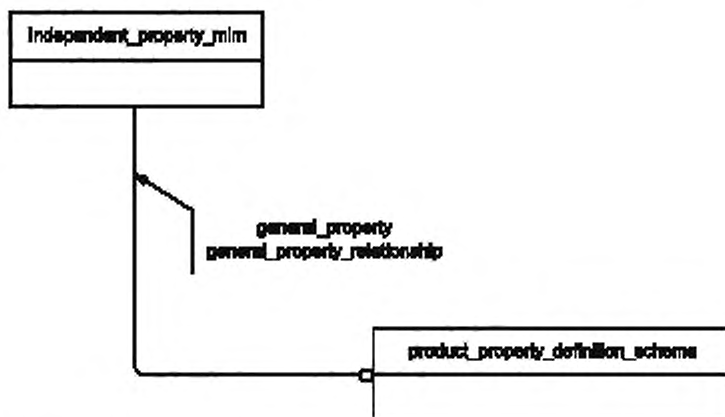 Independent_property_mim
general_property
general_property_relationship
product_property_definition_schema